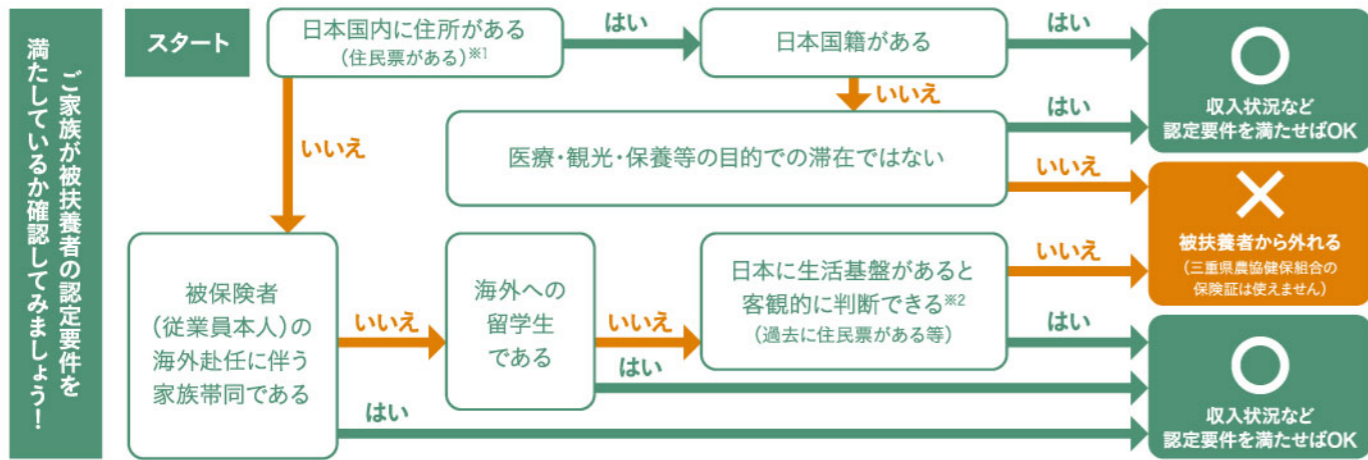 ご家族が被扶養者の認定要件を
満たしているか確認してみましょう！
スタート
日本国内に住所がある
（住民票がある）※1
はい
日本国籍がある
はい
収入状況など
認定要件を満たせばOK
いいえ
いいえ
医療・観光・保養等の目的での滞在ではない
はい
いいえ
被扶養者から外れる
（三重県農協健保組合の
保険証は使えません）
被保険者
（従業員本人）の
海外赴任に伴う
家族帯同である
いいえ
海外への
留学生
である
いいえ
日本に生活基盤があると
客観的に判断できる※2
（過去に住民票がある等）
いいえ
はい
はい
はい
収入状況など
認定要件を満たせばOK